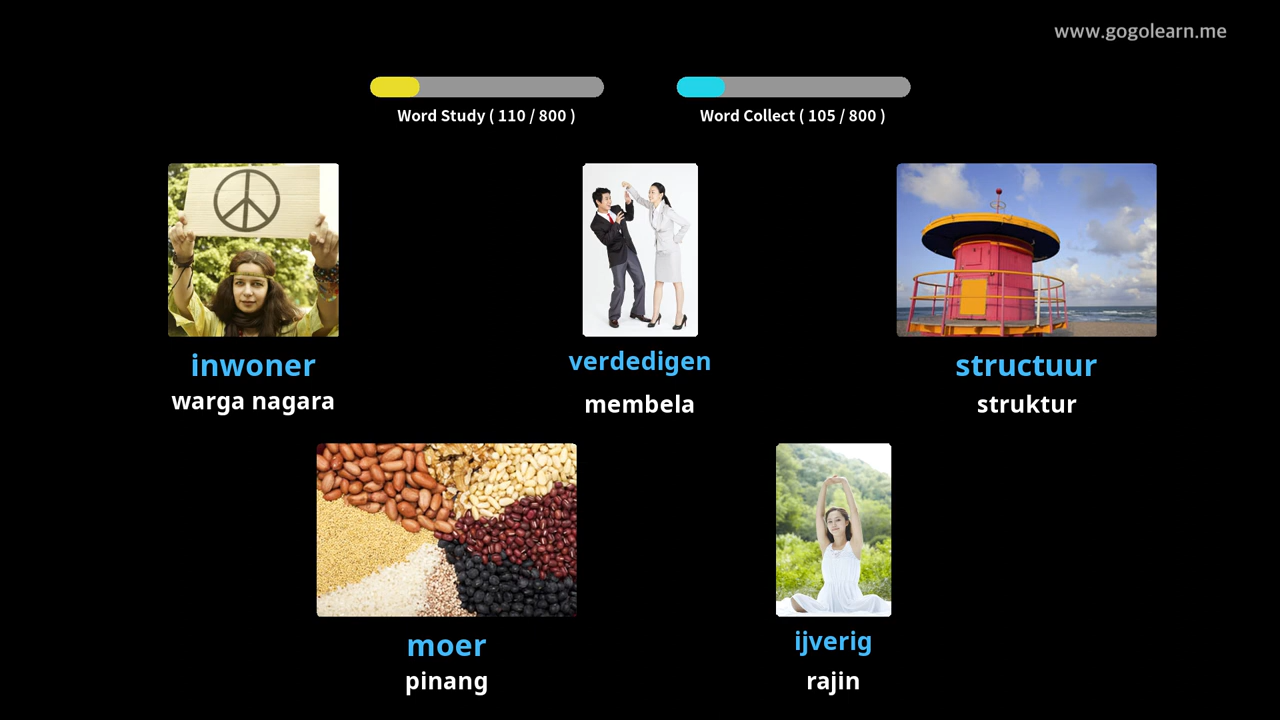 www.gogolearn.me
Word Study ( 110 / 800 )
Word Collect ( 105 / 800 )
inwoner
warga nagara
verdedigen
membela
structuur
struktur
moer
pinang
ijverig
rajin